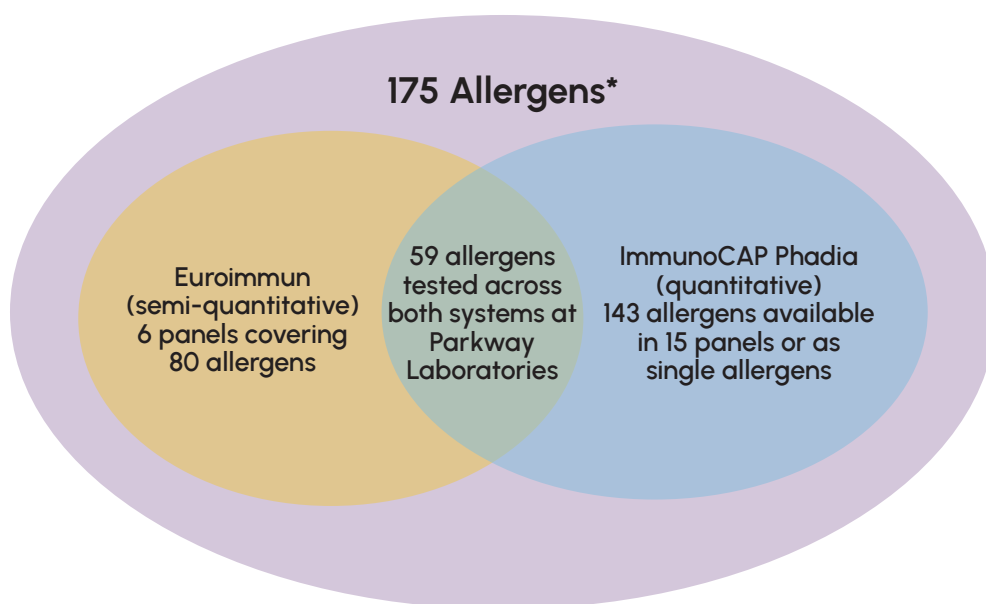 175 Allergens*
Euroimmun
(semi-quantitative)
6 panels covering
80 allergens
59 allergens
tested across
both systems at
Parkway
Laboratories
ImmunoCAP Phadia
(quantitative)
143 allergens available
in 15 panels or as
single allergens